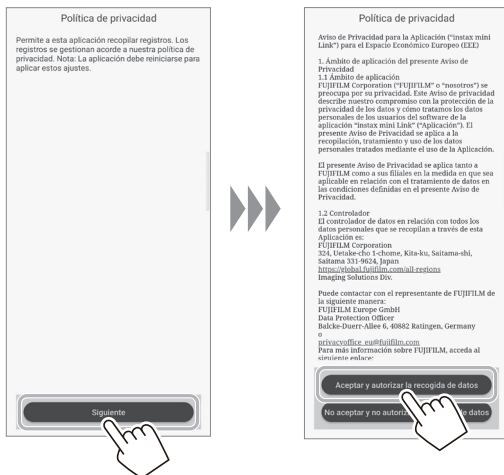 Política de privacidad
Permite a esta aplicación recopilar registros. Los
registros se gestionan acorde a nuestra política de
privacidad. Nota: La aplicación debe reiniciarse para
aplicar estos ajustes.
Siguiente
Política de privacidad
Aviso de Privacidad para la Aplicación ("instax mini
Link") para el Espacio Económico Europeo (EEE)
1. Ámbito de aplicación del presente Aviso de
Privacidad
1.1 Ámbito de aplicación
FUJIFILM Corporation ("FUJIFILM" o "nosotros") se
preocupa por su privacidad. Este Aviso de privacidad
describe nuestro compromiso con la protección de la
privacidad de los datos y cómo tratamos los datos
personales de los usuarios del software de la
aplicación "instax mini Link" ("Aplicación"). El
presente Aviso de Privacidad se aplica a la
recopilación, tratamiento y uso de los datos
personales tratados mediante el uso de la Aplicación.
El presente Aviso de Privacidad se aplica tanto a
FUJIFILM como a sus filiales en la medida en que sea
aplicable en relación con el tratamiento de datos en
las condiciones definidas en el presente Aviso de
Privacidad.
1.2 Controlador
El controlador de datos en relación con todos los
datos personales que se recopilan a través de esta
Aplicación es:
FUJIFILM Corporation
324, Uetake-cho 1-chome, Kita-ku, Saitama-shi,
Saitama 331-9624, Japan
https://global.fujifilm.com/all-regions
Imaging Solutions Div.
Puede contactar con el representante de FUJIFILM de
la siguiente manera:
FUJIFILM Europe GmbH
Data Protection Officer
Balcke-Duerr-Allee 6, 40882 Ratingen, Germany
o
privacyoffice_eu@fujifilm.com
Para más información sobre FUJIFILM, acceda al
siguiente enlace:
Aceptar y autorizar la recogida de datos
No aceptar y no autoriz de datos